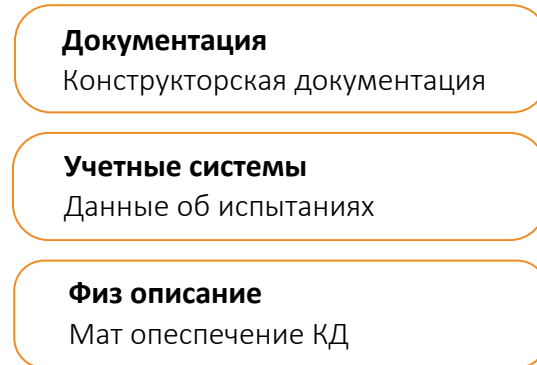 Документация
Конструкторская документация
Учетные системы
Данные об испытаниях
Физ описание
Мат опеспечение КД